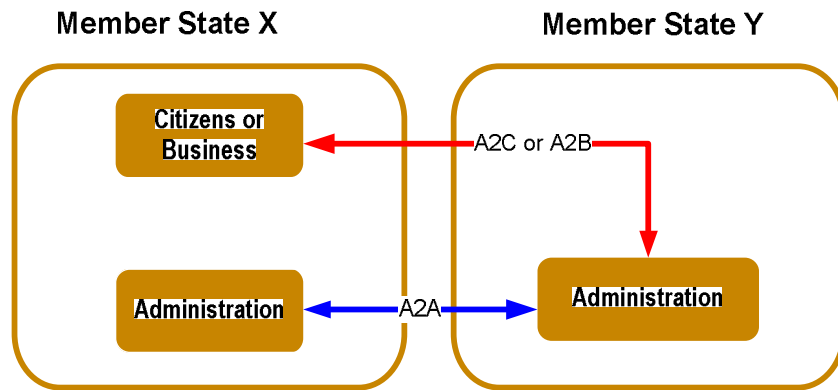 Member State X
Member State Y
Citizens or
Business
A2C or A2B
Administration
A2A
Administration